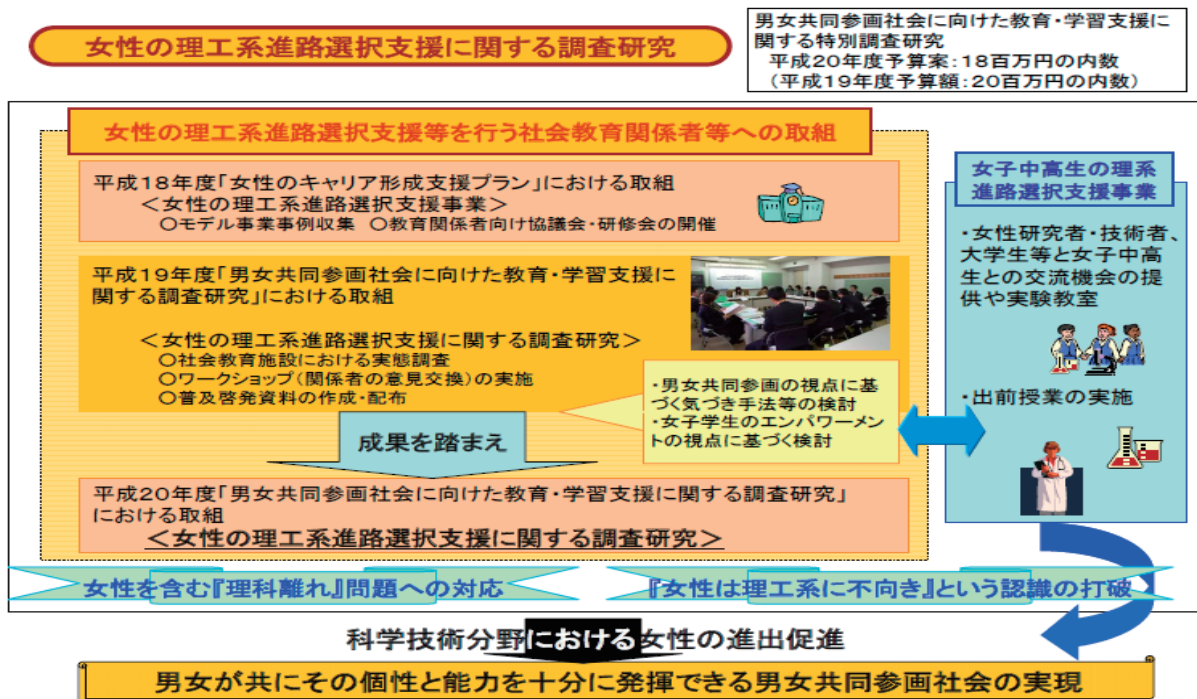 女性の理工系進路選択支援に関する調査研究
男女共同参画社会に向けた教育・学習支援に
関する特別調査研究
平成20年度予算案:18百万円の内数
(平成19年度予算額:20百万円の内数)
女性の理工系進路選択支援等を行う社会教育関係者等への取組
平成18年度「女性のキャリア形成支援プラン」における取組
＜女性の理工系進路選択支援事業＞
○モデル事業事例収集 ○教育関係者向け協議会・研修会の開催
平成19年度「男女共同参画社会に向けた教育・学習支援に
関する調査研究」における取組
＜女性の理工系進路選択支援に関する調査研究＞
○社会教育施設における実態調査
○ワークショップ(関係者の意見交換)の実施
○普及啓発資料の作成・配布
・男女共同参画の視点に基
づく気づき手法等の検討
・女子学生のエンパワーメン
トの視点に基づく検討
成果を踏まえ
平成20年度「男女共同参画社会に向けた教育・学習支援に関する調査研究」
における取組
＜女性の理工系進路選択支援に関する調査研究＞
女子中高生の理系
進路選択支援事業
・女性研究者・技術者、
大学生等と女子中高
生との交流機会の提
供や実験教室
・出前授業の実施
女性を含む『理科離れ』問題への対応
『女性は理工系に不向き』という認識の打破
科学技術分野における女性の進出促進
男女が共にその個性と能力を十分に発揮できる男女共同参画社会の実現